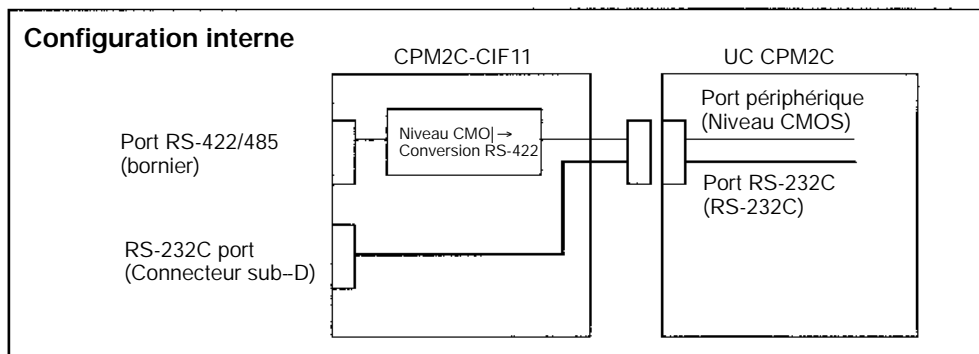 Configuration interne
CPM2C-CIF11
UC CPM2C
Port RS-422/485
(bornier)
Niveau CMO|→
Conversion RS-422
Port périphérique
(Niveau CMOS)
Port RS-232C
(RS-232C)
RS-232C port
(Connecteur sub--D)